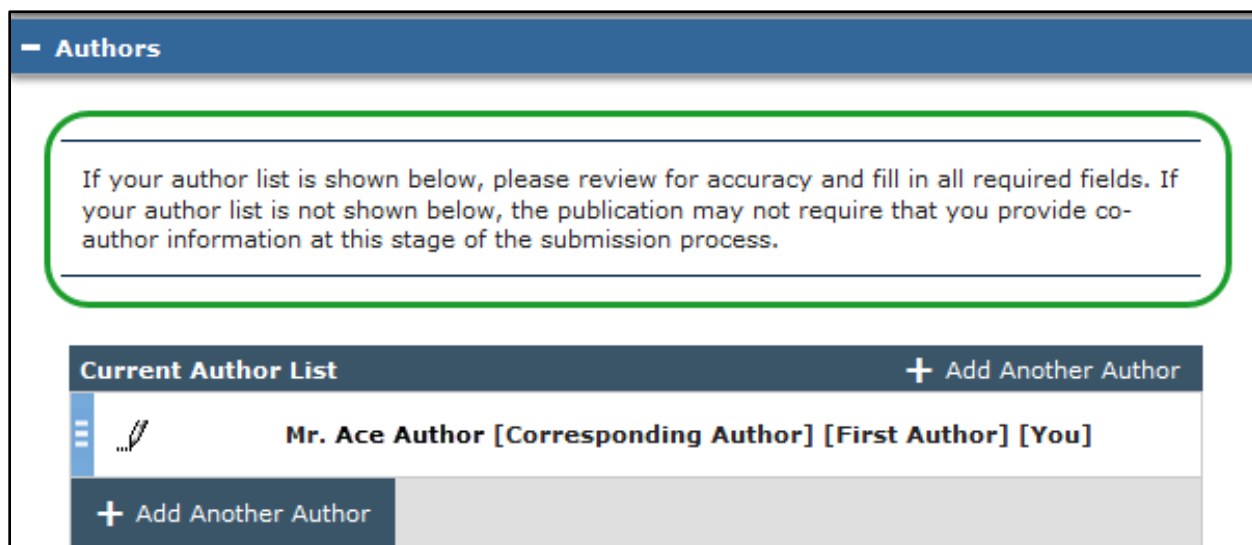 Authors
If your author list is shown below, please review for accuracy and fill in all required fields. If
your author list is not shown below, the publication may not require that you provide co-
author information at this stage of the submission process.
Current Author List + Add Another Author
Mr. Ace Author [Corresponding Author] [First Author] [You]
+ Add Another Author